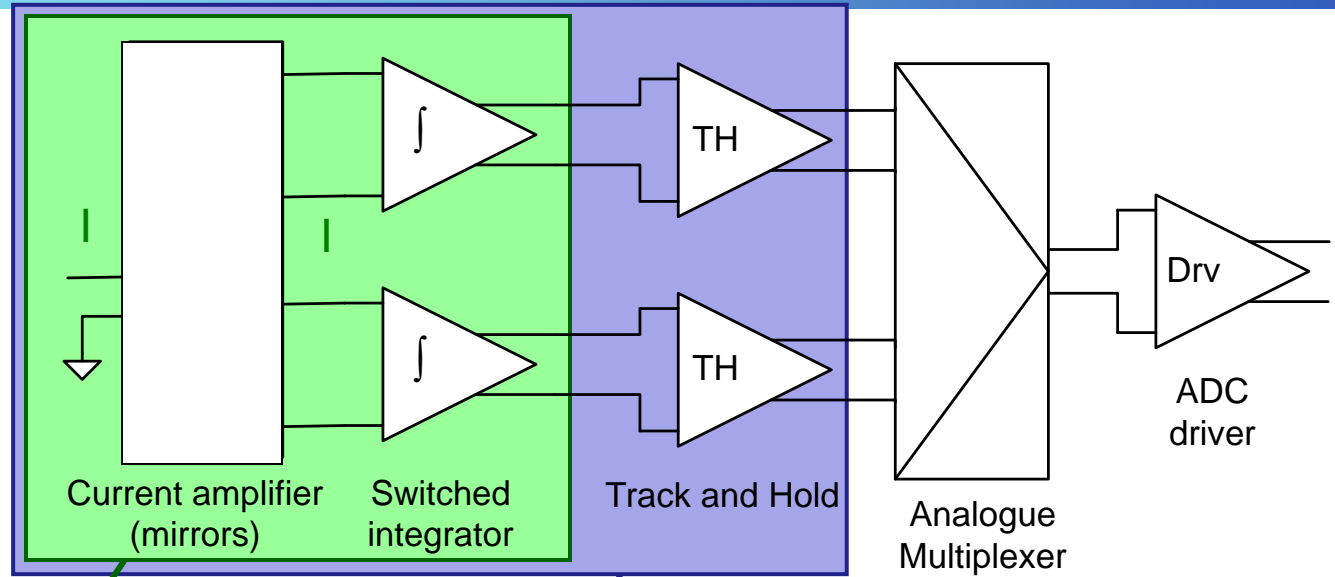 ∫
TH
I
I
Drv
∫
TH
ADC
driver
Current amplifier
(mirrors)
Switched
integrator
Track and Hold
Analogue
Multiplexer